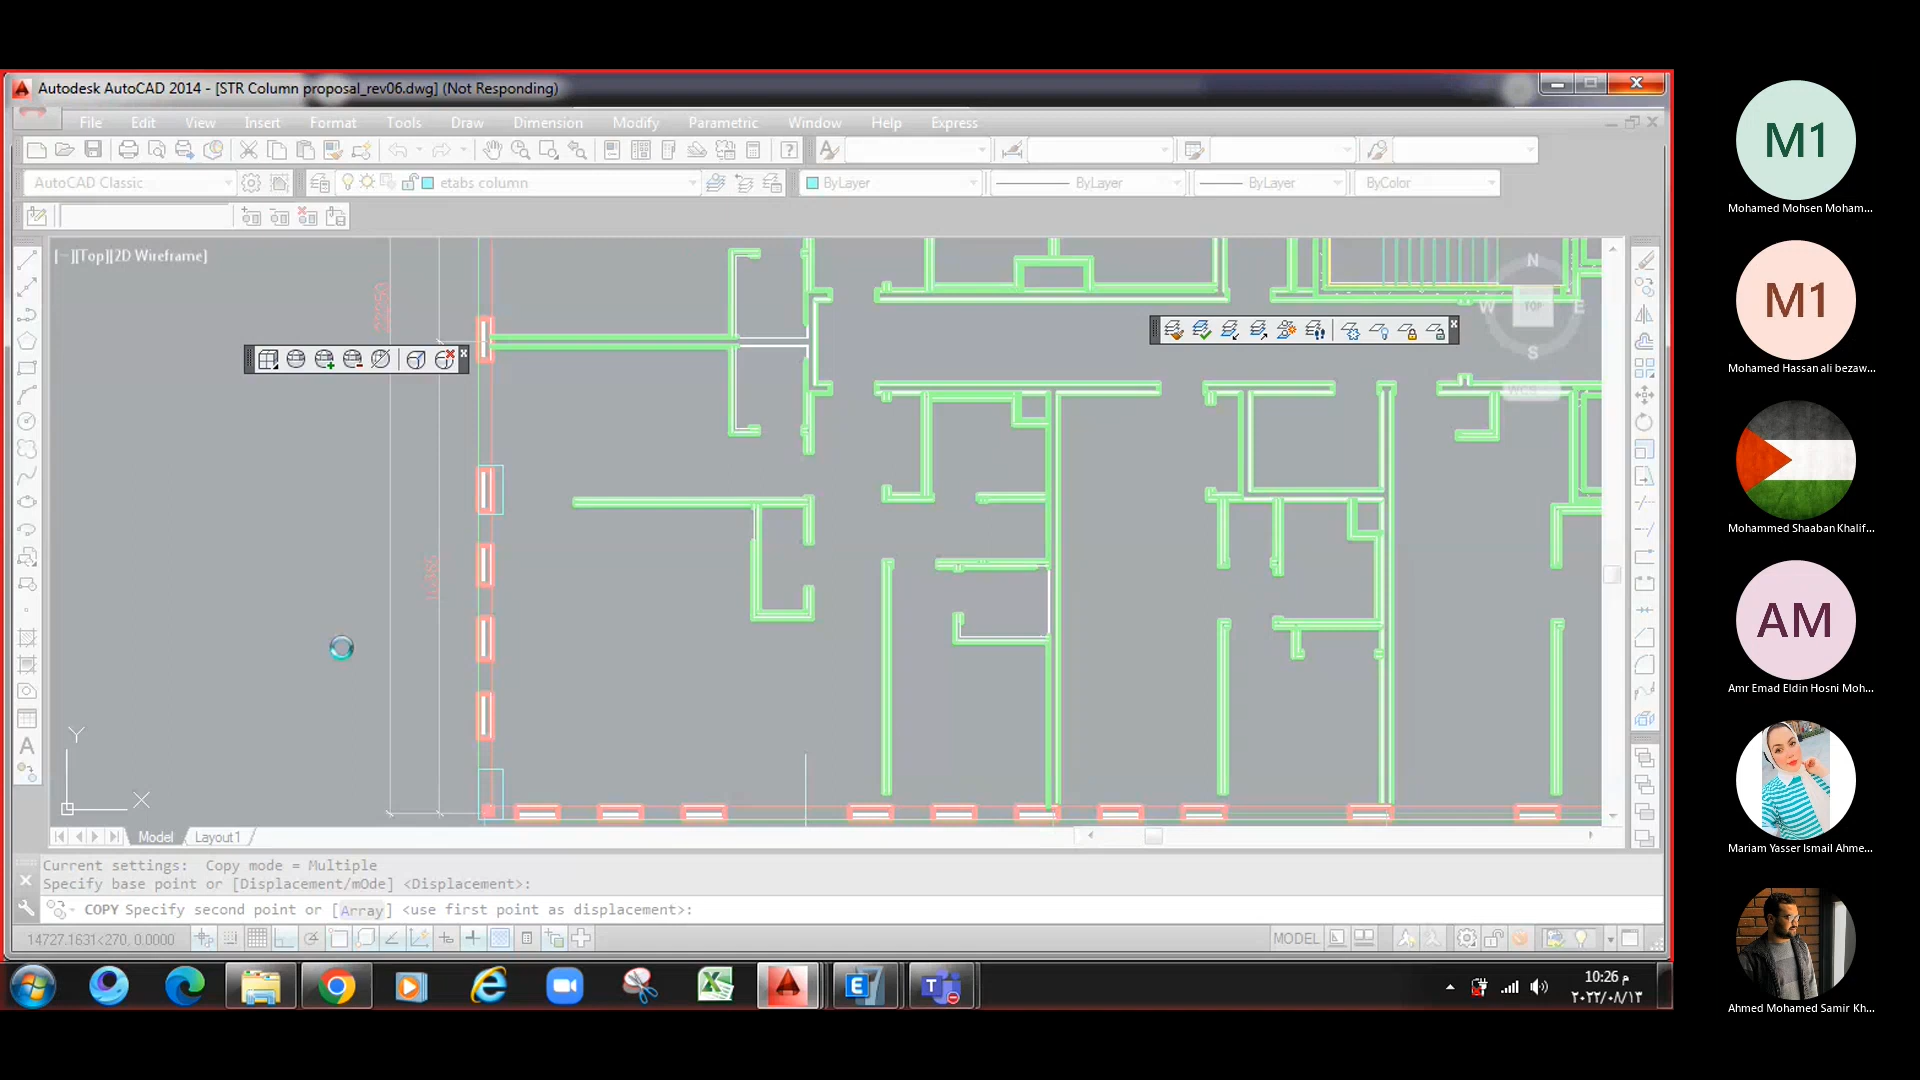 Autodesk AutoCAD 2014 - [STR Column proposal_rev06.dwg] (Not Responding)
File Edit View Insert Format Tools Draw Dimension Modify Parametric Window Help Express
AutoCAD Classic
etabs column
ByLayer
ByLayer
ByLayer
ByColor
[−][Top][2D Wireframe]
N
W TOP E
S
WCS
Y
X
Model Layout1
Current settings: Copy mode = Multiple
Specify base point or [Displacement/mOde] <Displacement>:
COPY Specify second point or [Array] <use first point as displacement>:
14727.1631<270, 0.0000
MODEL
10:26 م
٢٠٢٢/٠٨/١٣
M1
Mohamed Mohsen Moham...
M1
Mohamed Hassan ali bezaw...
Mohammed Shaaban Khalif...
AM
Amr Emad Eldin Hosni Moh...
Mariam Yasser Ismail Ahme...
Ahmed Mohamed Samir Kh...